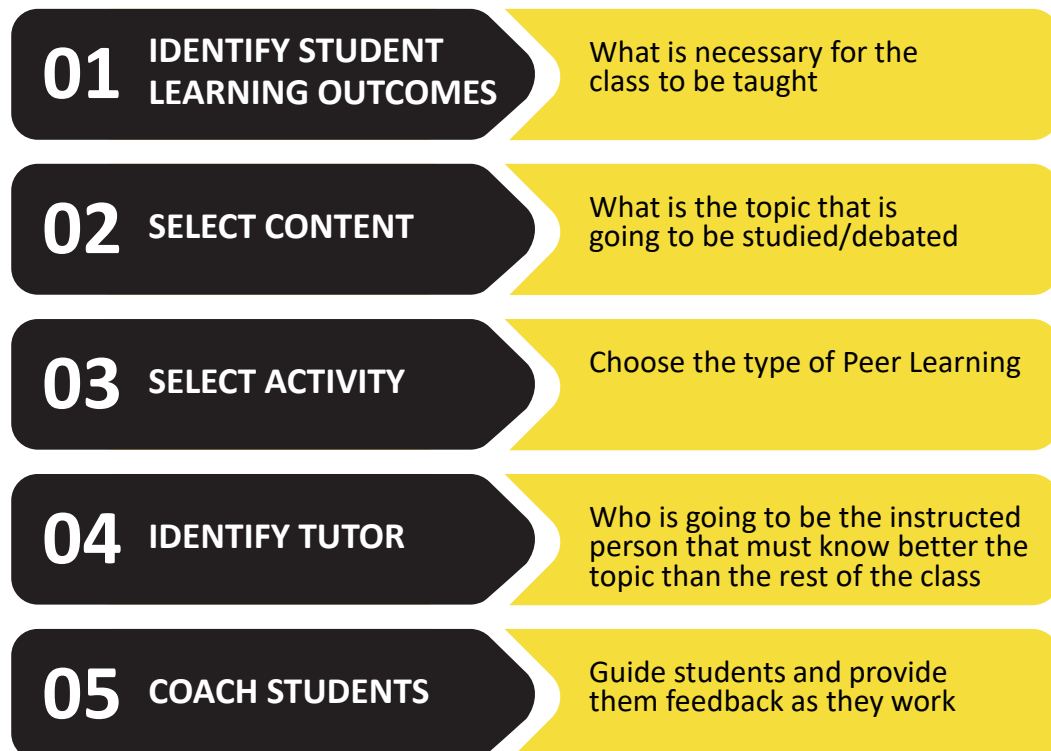 01
IDENTIFY STUDENT
LEARNING OUTCOMES
What is necessary for the
class to be taught
02
SELECT CONTENT
What is the topic that is
going to be studied/debated
03
SELECT ACTIVITY
Choose the type of Peer Learning
04
IDENTIFY TUTOR
Who is going to be the instructed
person that must know better the
topic than the rest of the class
05
COACH STUDENTS
Guide students and provide
them feedback as they work